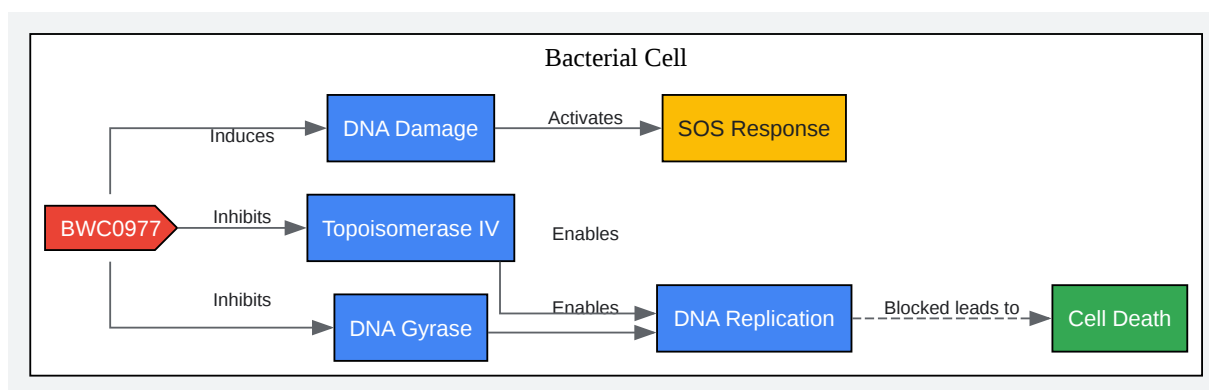 Bacterial Cell
DNA Damage
Activates
SOS Response
Induces
BWC0977
Inhibits
Topoisomerase IV
Enables
Inhibits
DNA Gyrase
Enables
DNA Replication
Blocked leads to
Cell Death